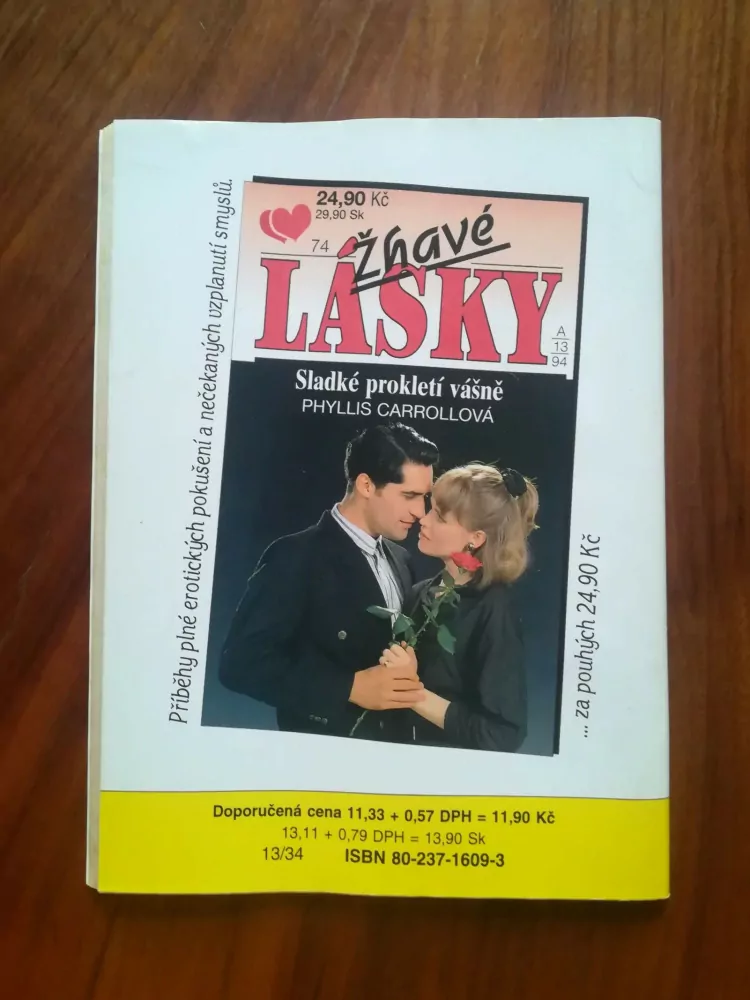 Příběhy plné erotických pokušení a nečekaných vzplanutí smyslů.
24,90 Kč
29,90 Sk
74
žhavé
LÁSKY
A
13
94
Sladké prokletí vášně
PHYLLIS CARROLLOVÁ
... za pouhých 24,90 Kč
Doporučená cena 11,33 + 0,57 DPH = 11,90 Kč
13,11 + 0,79 DPH = 13,90 Sk
13/34 ISBN 80-237-1609-3